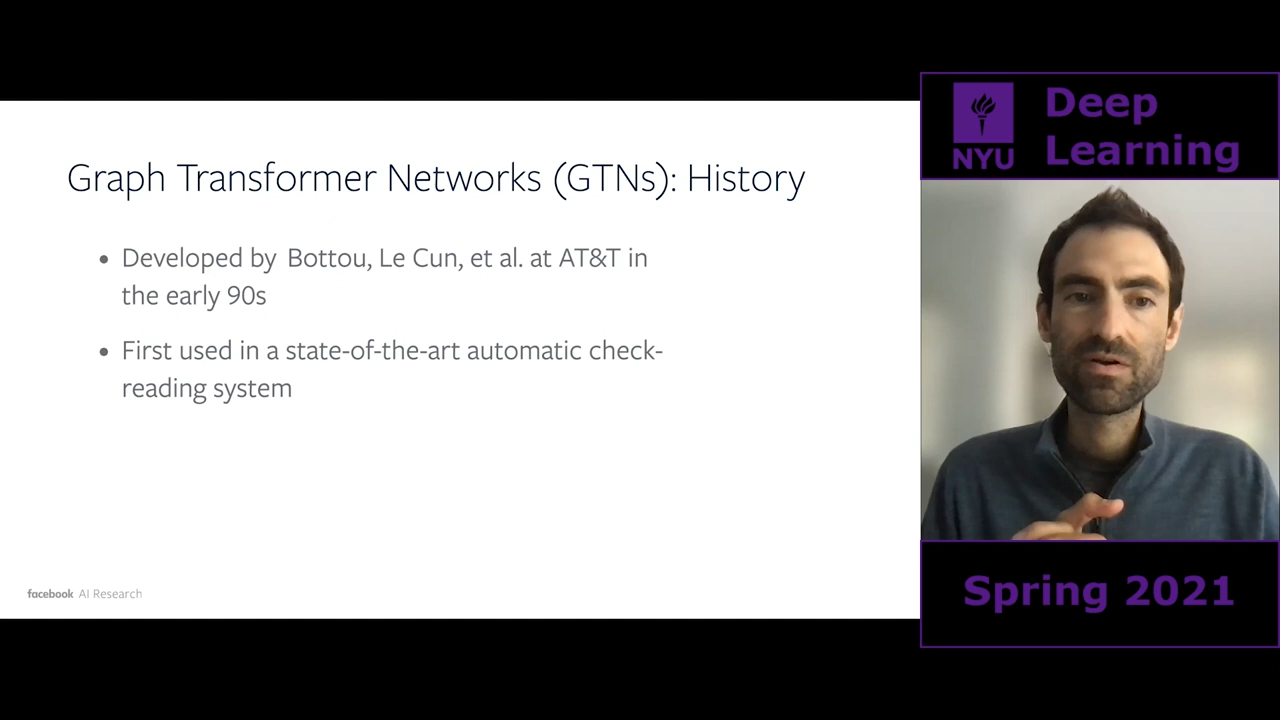 Graph Transformer Networks (GTNs): History
• Developed by Bottou, Le Cun, et al. at AT&T in
the early 90s
• First used in a state-of-the-art automatic check-
reading system
facebook AI Research
NYU
Deep
Learning
Spring 2021